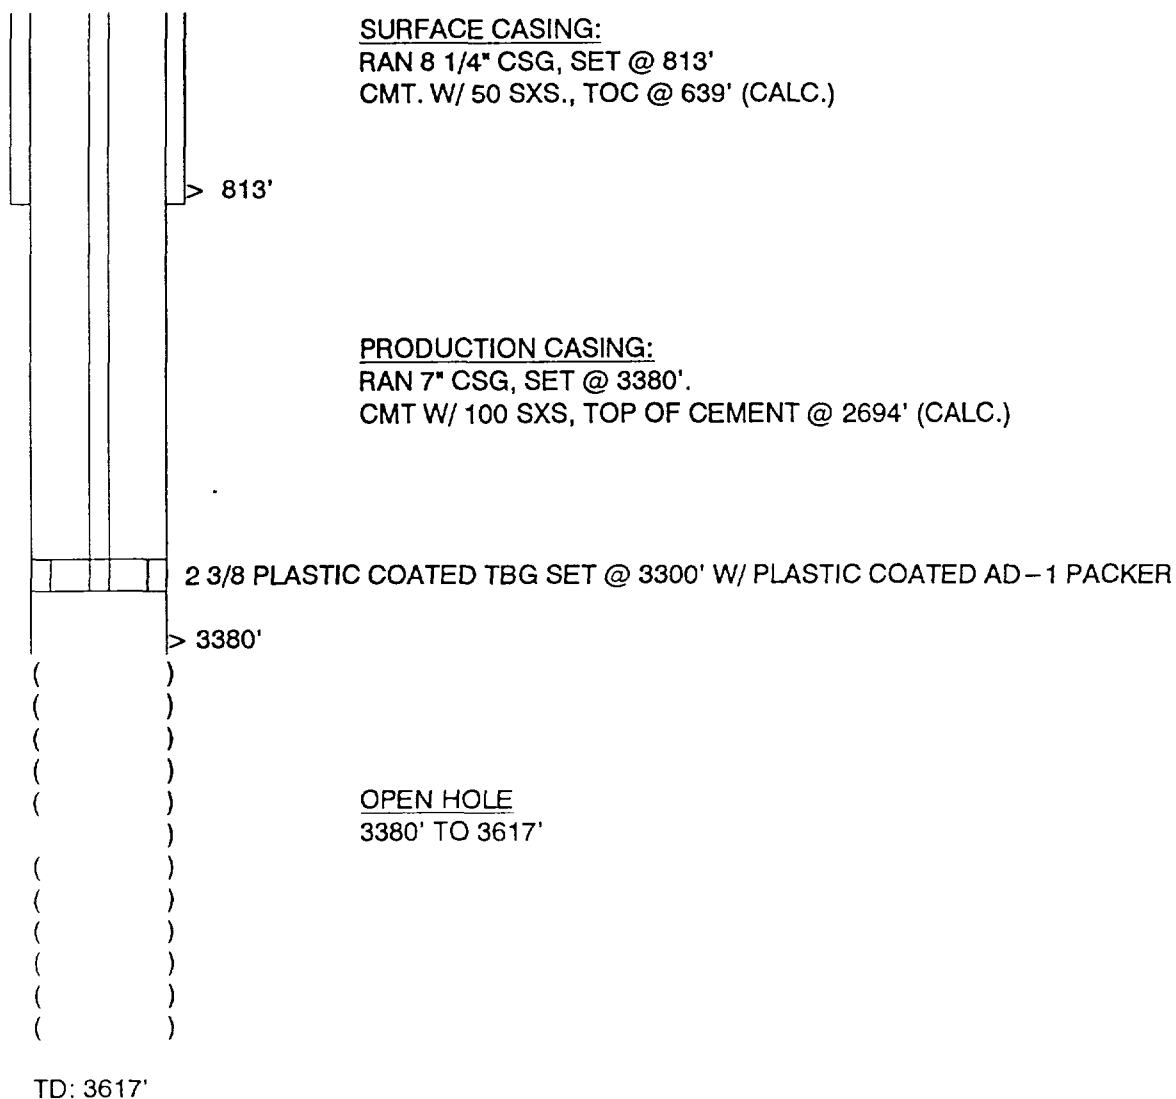 SURFACE CASING:
RAN 8 1/4" CSG, SET @ 813'
CMT. W/ 50 SXS., TOC @ 639' (CALC.)
> 813'
PRODUCTION CASING:
RAN 7" CSG, SET @ 3380'.
CMT W/ 100 SXS, TOP OF CEMENT @ 2694' (CALC.)
2 3/8 PLASTIC COATED TBG SET @ 3300' W/ PLASTIC COATED AD-1 PACKER
> 3380'
OPEN HOLE
3380' TO 3617'
TD: 3617'